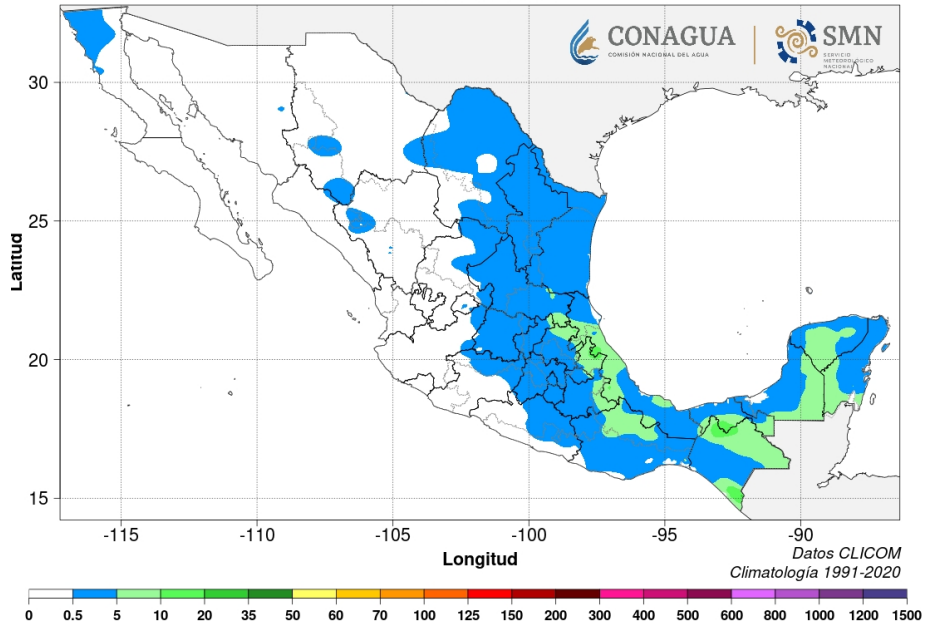 CONAGUA
COMISIÓN NACIONAL DEL AGUA
SMN
SERVICIO
METEOROLÓGICO
NACIONAL
30
25
20
15
Latitud
-115 -110 -105 -100 -95 -90
Longitud
Datos CLICOM
Climatología 1991-2020
0 0.5 5 10 20 35 50 60 70 100 125 150 200 300 400 500 600 800 1000 1200 1500